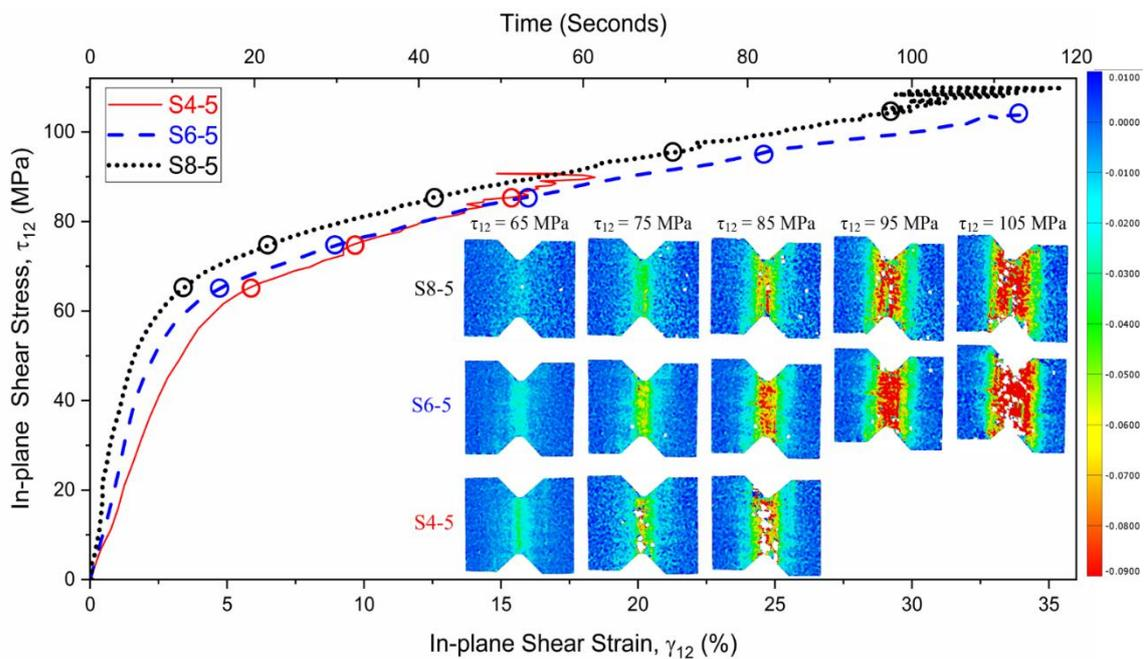 Time (Seconds)
0 20 40 60 80 100 120
In-plane Shear Stress, τ12 (MPa)
100
80
60
40
20
0
S4-5
S6-5
S8-5
τ12 = 65 MPa τ12 = 75 MPa τ12 = 85 MPa τ12 = 95 MPa τ12 = 105 MPa
S8-5
S6-5
S4-5
0 5 10 15 20 25 30 35
In-plane Shear Strain, γ12 (%)
0.0100
0.0000
-0.0100
-0.0200
-0.0300
-0.0400
-0.0500
-0.0600
-0.0700
-0.0800
-0.0900